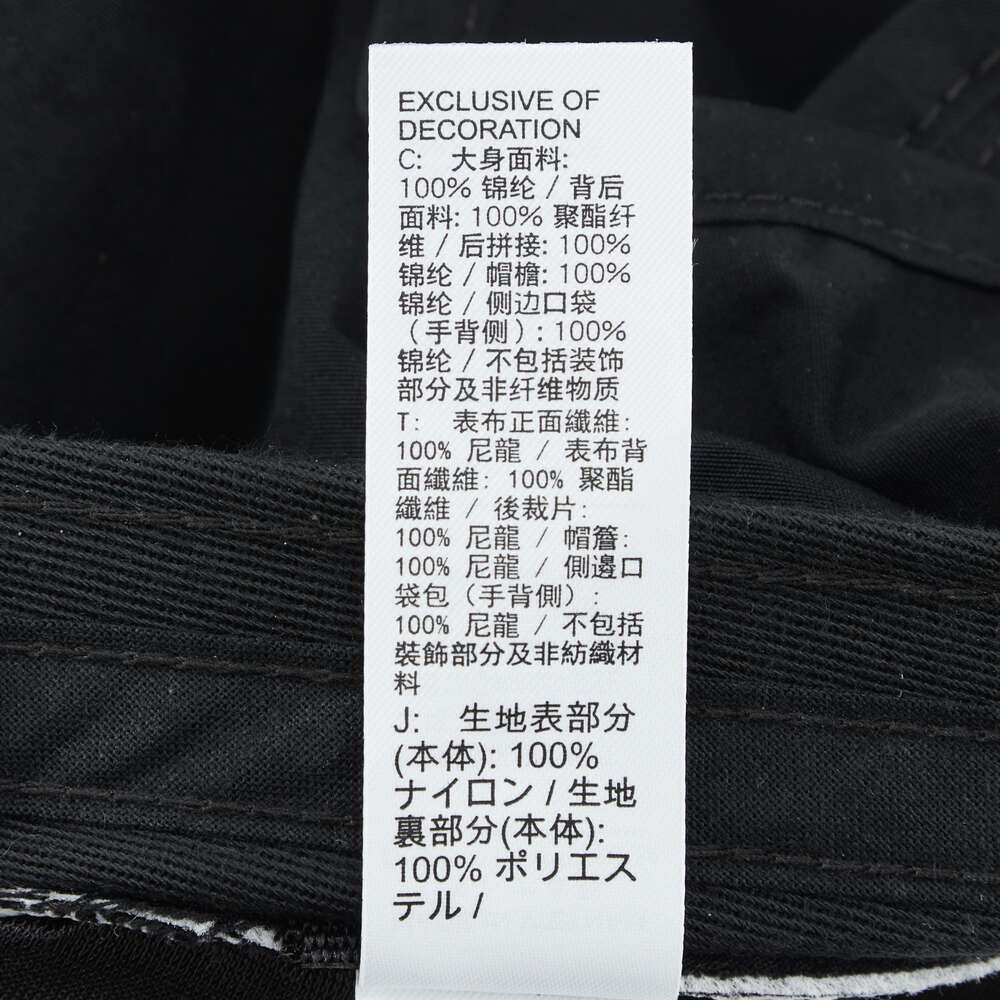 EXCLUSIVE OF
DECORATION
C: 大身面料:
100% 锦纶 / 背后
面料: 100% 聚酯纤
维 / 后拼接: 100%
锦纶 / 帽檐: 100%
锦纶 / 侧边口袋
（手背侧）: 100%
锦纶 / 不包括装饰
部分及非纤维物质
T: 表布正面纖維:
100% 尼龍 / 表布背
面纖維: 100% 聚酯
纖維 / 後裁片:
100% 尼龍 / 帽簷:
100% 尼龍 / 側邊口
袋包（手背側）:
100% 尼龍 / 不包括
裝飾部分及非紡織材
料
J: 生地表部分
(本体): 100%
ナイロン / 生地
裏部分(本体):
100% ポリエス
テル /